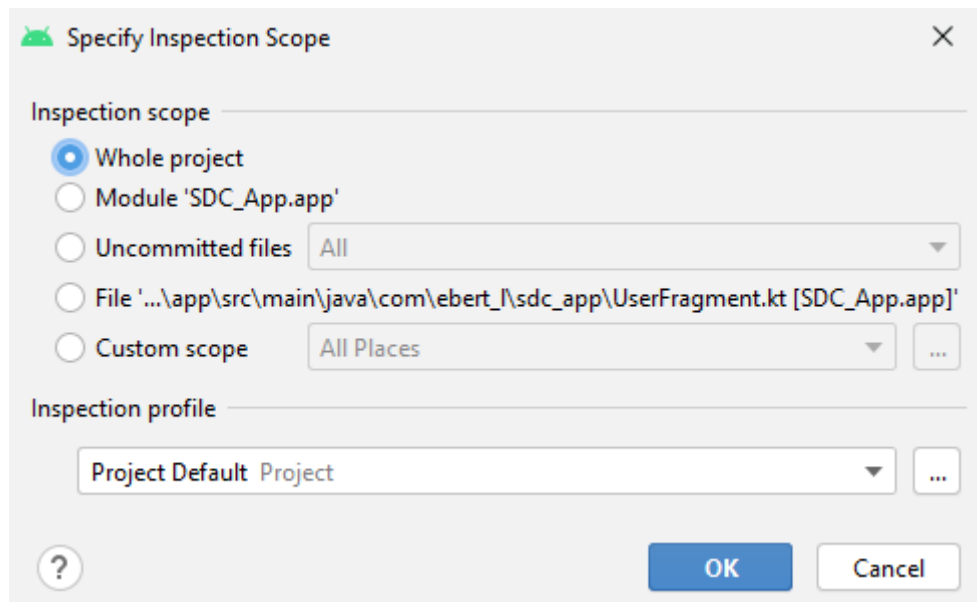 Specify Inspection Scope
Inspection scope
Whole project
Module 'SDC_App.app'
Uncommitted files All
File '...\app\src\main\java\com\ebert_l\sdc_app\UserFragment.kt [SDC_App.app]'
Custom scope All Places ...
Inspection profile
Project Default Project ...
? OK Cancel